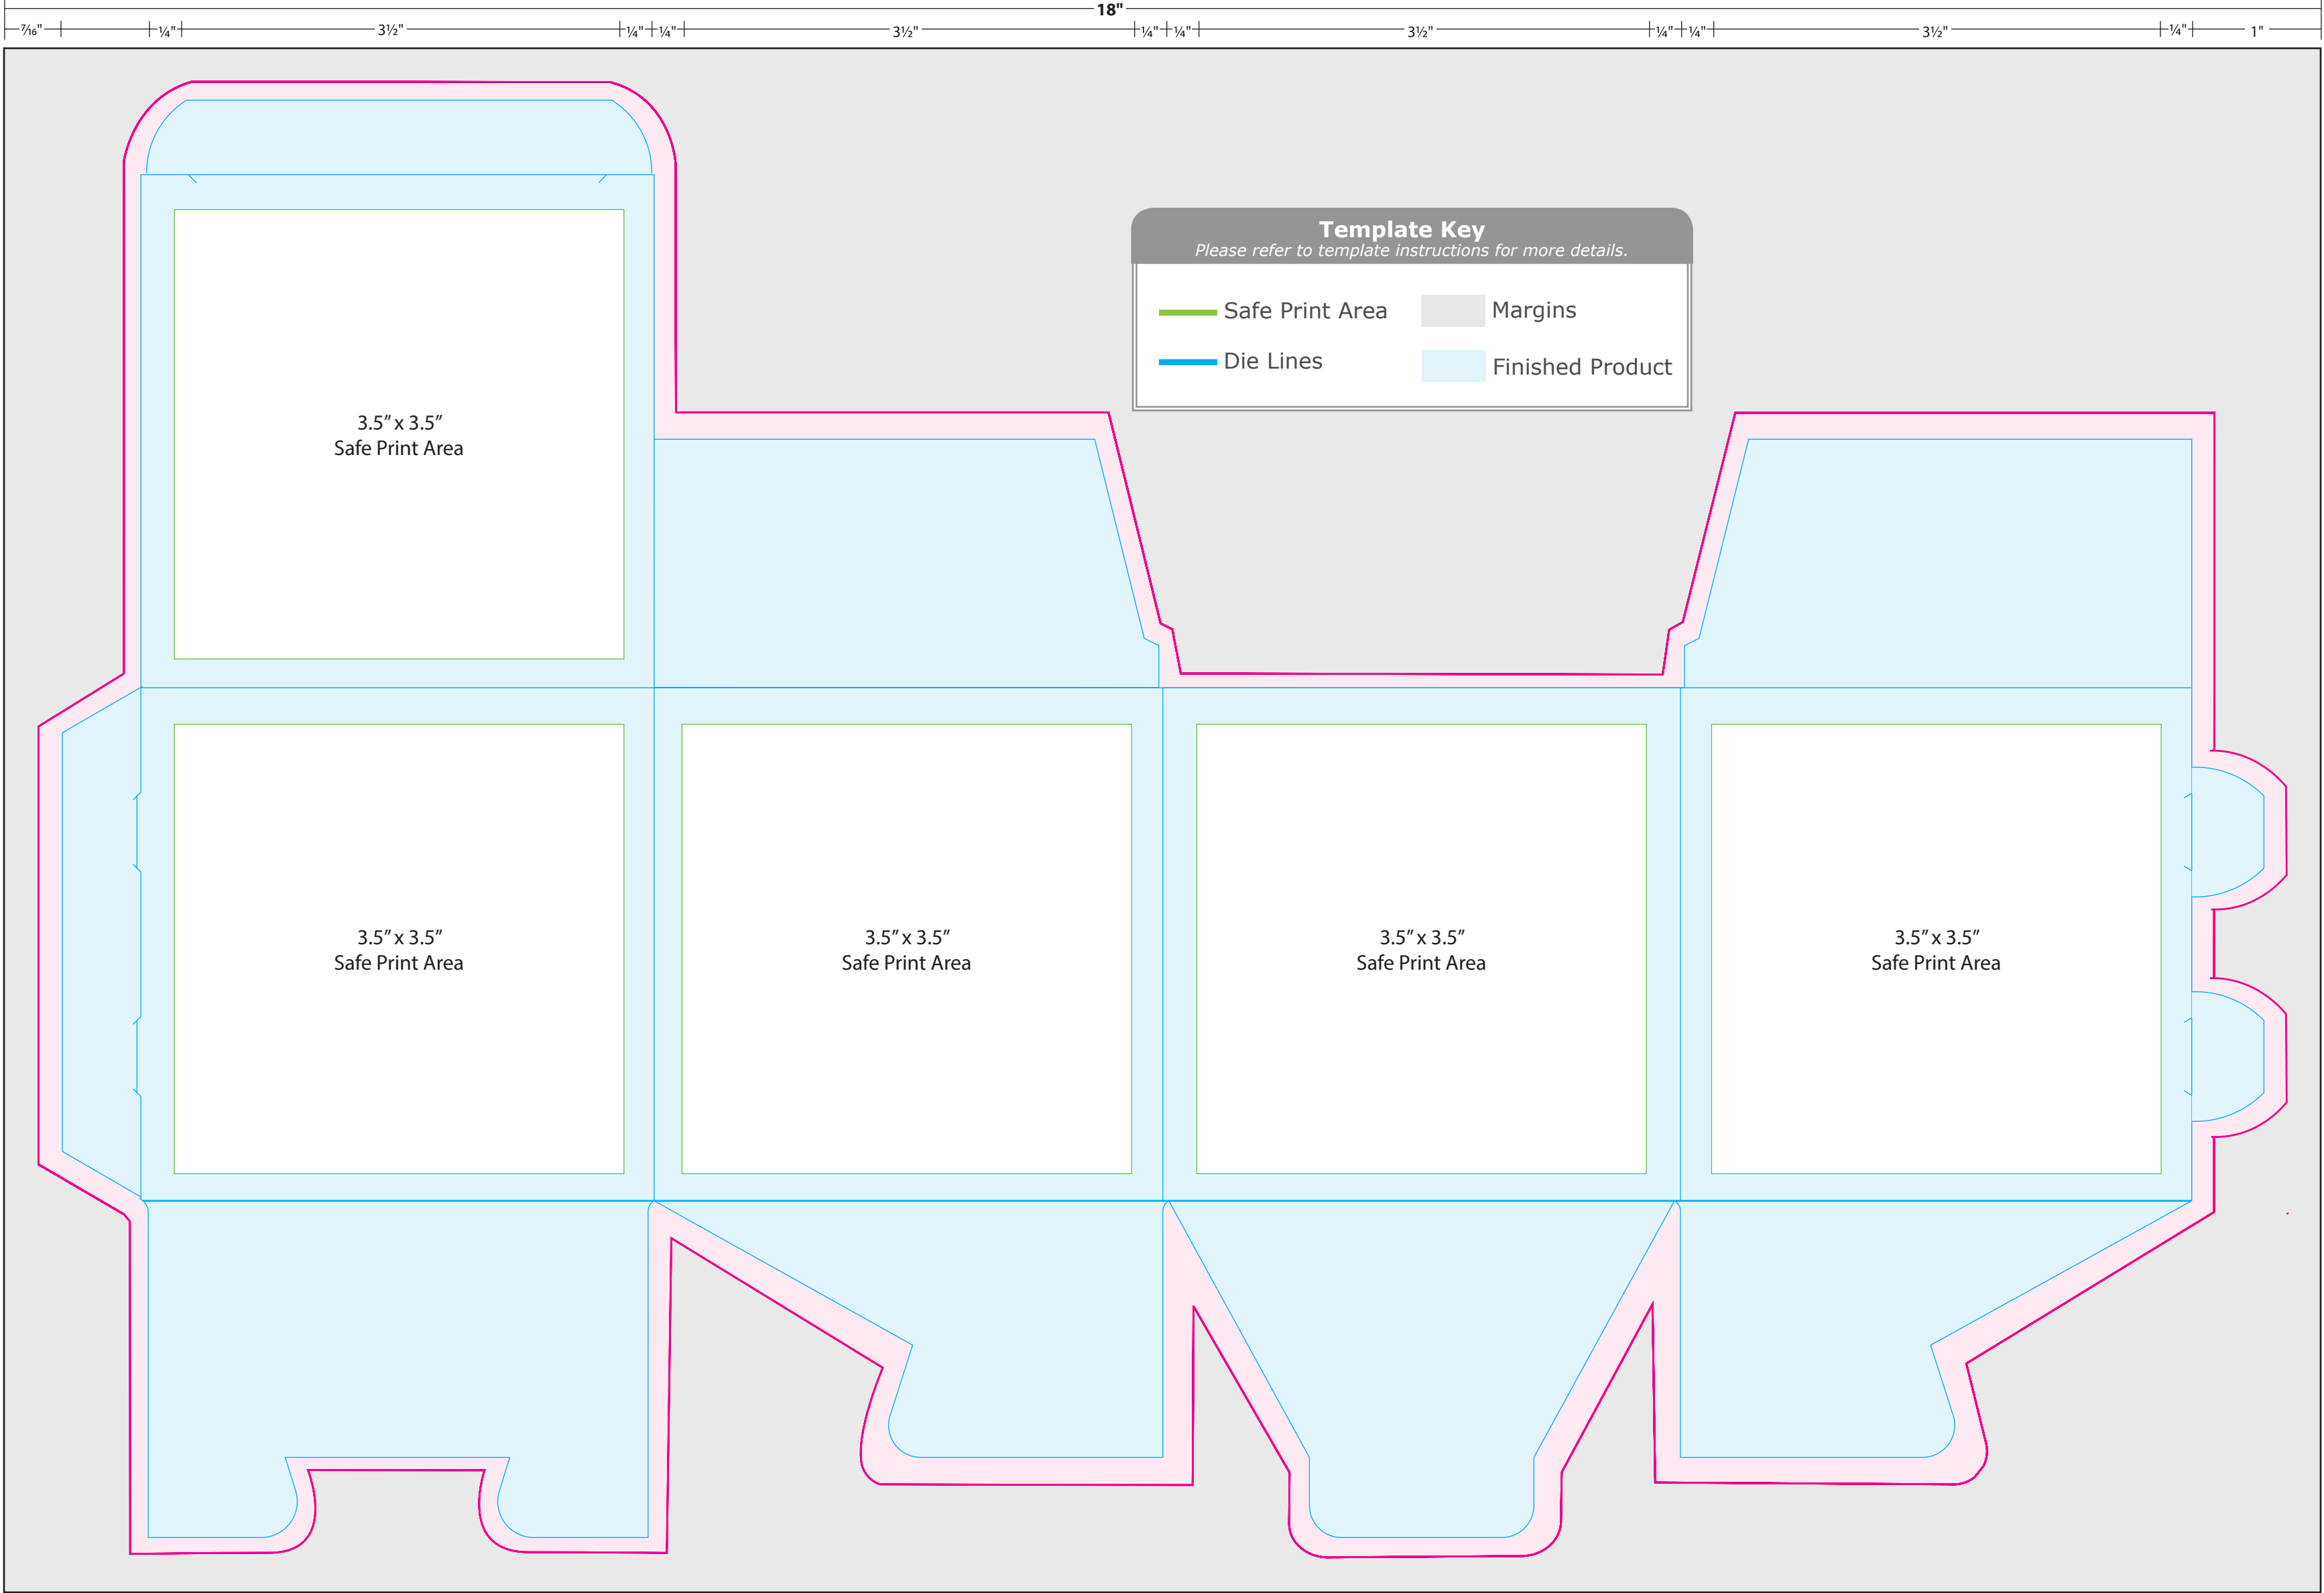 18"
7⁄16" ¼" 3½" ¼" ¼" 3½" ¼" ¼" 3½" ¼" ¼" 3½" ¼" 1"
Template Key
Please refer to template instructions for more details.
Safe Print Area
Margins
Die Lines
Finished Product
3.5” x 3.5”
Safe Print Area
3.5” x 3.5”
Safe Print Area
3.5” x 3.5”
Safe Print Area
3.5” x 3.5”
Safe Print Area
3.5” x 3.5”
Safe Print Area